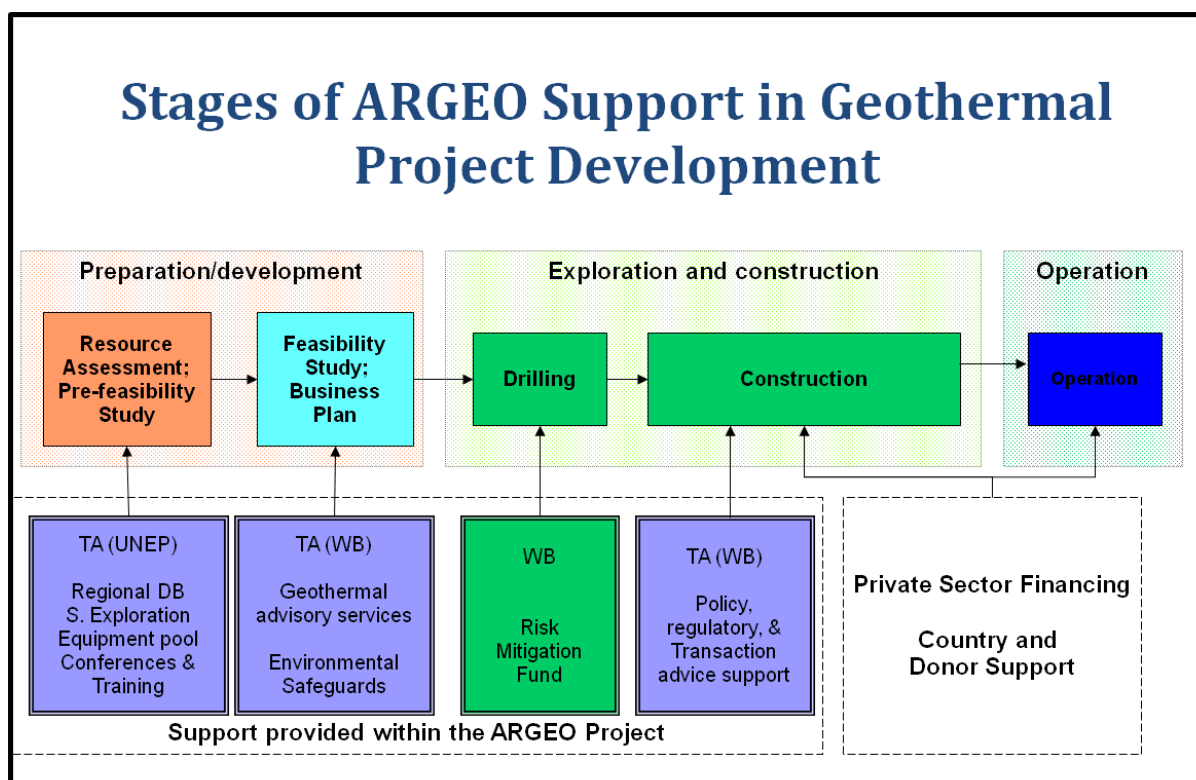 Stages of ARGEO Support in Geothermal
Project Development
Preparation/development
Exploration and construction
Operation
Resource
Assessment;
Pre-feasibility
Study
Feasibility
Study;
Business
Plan
Drilling
Construction
Operation
TA (UNEP)
Regional DB
S. Exploration
Equipment pool
Conferences &
Training
TA (WB)
Geothermal
advisory services
Environmental
Safeguards
WB
Risk
Mitigation
Fund
TA (WB)
Policy,
regulatory, &
Transaction
advice support
Private Sector Financing
Country and
Donor Support
Support provided within the ARGEO Project